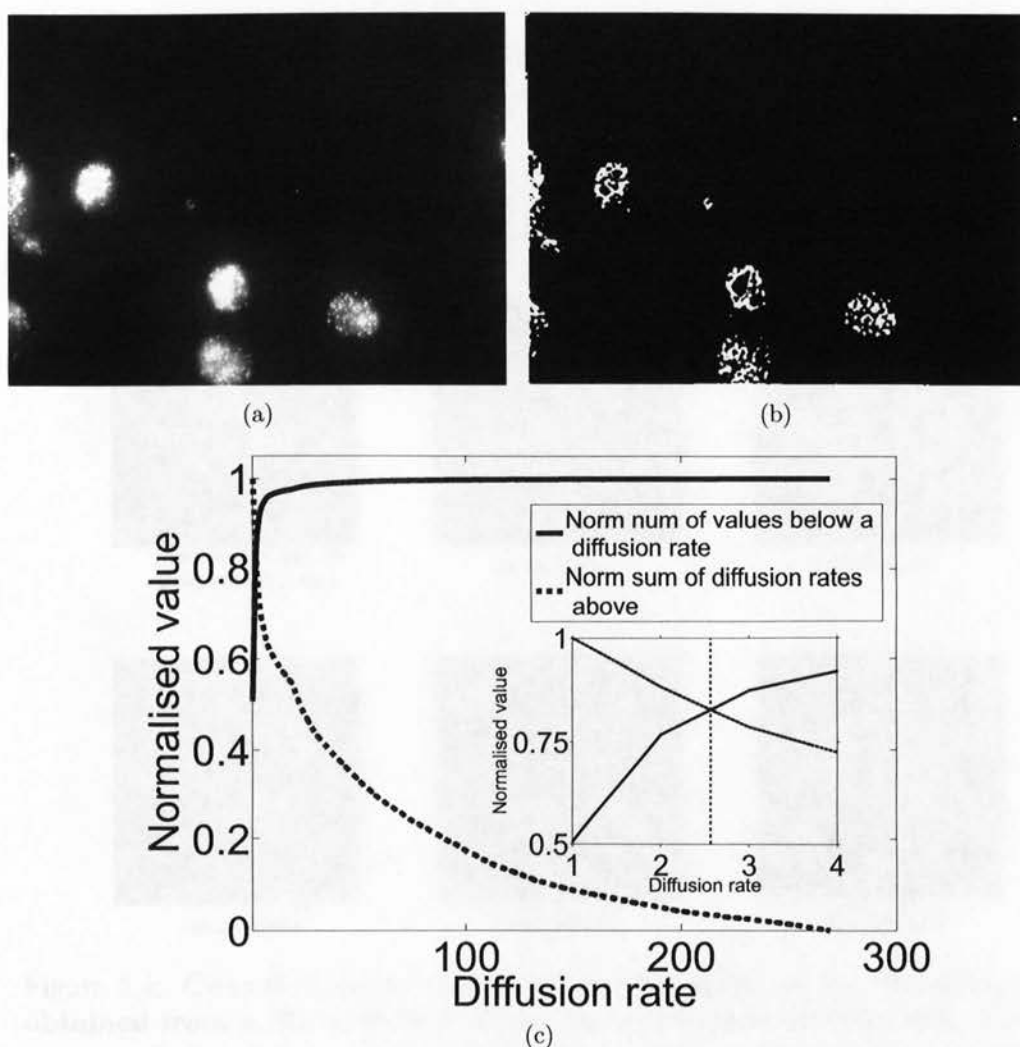 (a)
(b)
1
0.8
0.6
0.4
0.2
0
100
200
300
Normalised value
Diffusion rate
Norm num of values below a
diffusion rate
Norm sum of diffusion rates
above
1
0.75
0.5
1
2
3
4
Normalised value
Diffusion rate
(c)
obtained from a